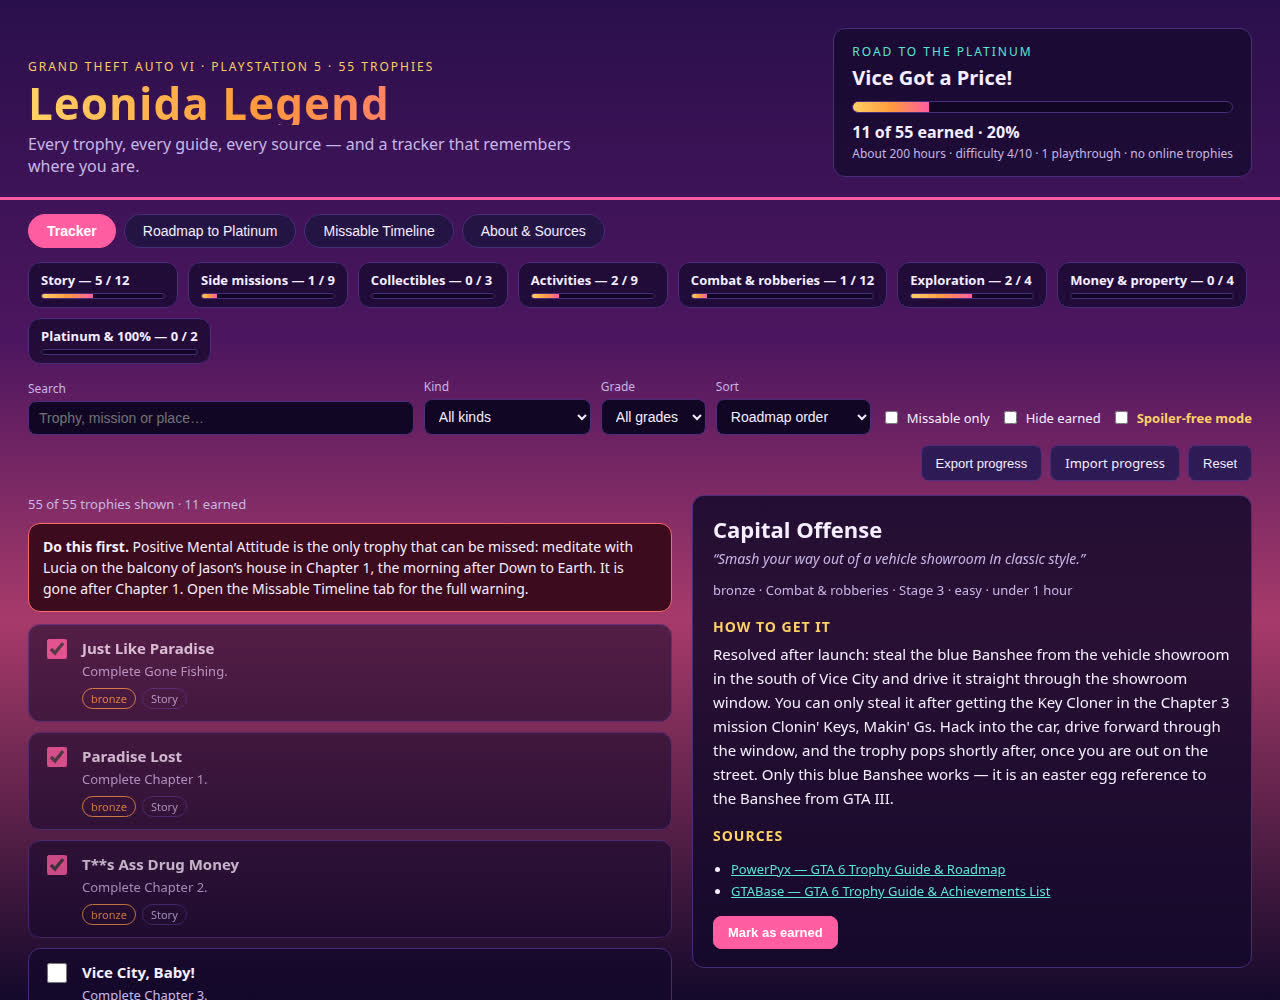 GRAND THEFT AUTO VI · PLAYSTATION 5 · 55 TROPHIES
Leonida Legend
Every trophy, every guide, every source — and a tracker that remembers
where you are.
ROAD TO THE PLATINUM
Vice Got a Price!
11 of 55 earned · 20%
About 200 hours · difficulty 4/10 · 1 playthrough · no online trophies
Tracker
Roadmap to Platinum
Missable Timeline
About & Sources
Story — 5 / 12
Side missions — 1 / 9
Collectibles — 0 / 3
Activities — 2 / 9
Combat & robberies — 1 / 12
Exploration — 2 / 4
Money & property — 0 / 4
Platinum & 100% — 0 / 2
Search
Kind
Grade
Sort
Trophy, mission or place…
All kinds
All grades
Roadmap order
Missable only
Hide earned
Spoiler-free mode
Export progress
Import progress
Reset
55 of 55 trophies shown · 11 earned
Do this first. Positive Mental Attitude is the only trophy that can be missed: meditate with
Lucia on the balcony of Jason’s house in Chapter 1, the morning after Down to Earth. It is
gone after Chapter 1. Open the Missable Timeline tab for the full warning.
Just Like Paradise
Complete Gone Fishing.
bronze
Story
Paradise Lost
Complete Chapter 1.
bronze
Story
T**s Ass Drug Money
Complete Chapter 2.
bronze
Story
Vice City, Baby!
Complete Chapter 3.
Capital Offense
“Smash your way out of a vehicle showroom in classic style.”
bronze · Combat & robberies · Stage 3 · easy · under 1 hour
HOW TO GET IT
Resolved after launch: steal the blue Banshee from the vehicle showroom
in the south of Vice City and drive it straight through the showroom
window. You can only steal it after getting the Key Cloner in the Chapter 3
mission Clonin' Keys, Makin' Gs. Hack into the car, drive forward through
the window, and the trophy pops shortly after, once you are out on the
street. Only this blue Banshee works — it is an easter egg reference to
the Banshee from GTA III.
SOURCES
PowerPyx — GTA 6 Trophy Guide & Roadmap
GTABase — GTA 6 Trophy Guide & Achievements List
Mark as earned